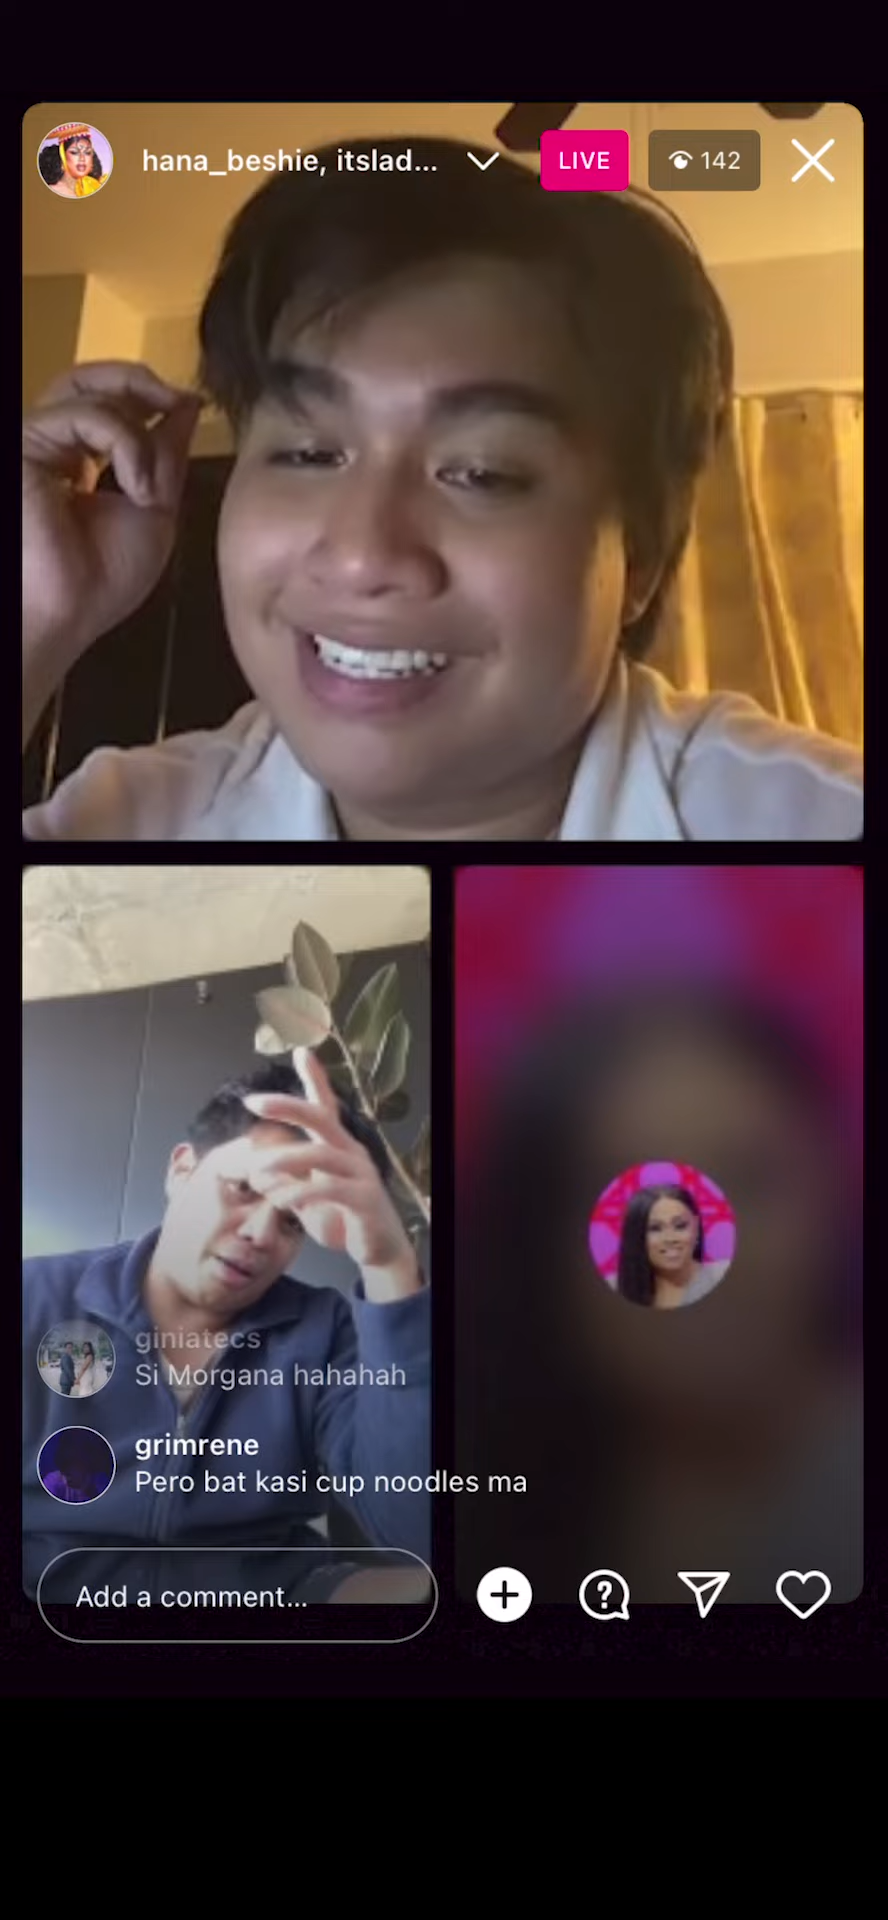 hana_beshie, itslad...
LIVE
142
giniatecs
Si Morgana hahahah
grimrene
Pero bat kasi cup noodles ma
Add a comment...